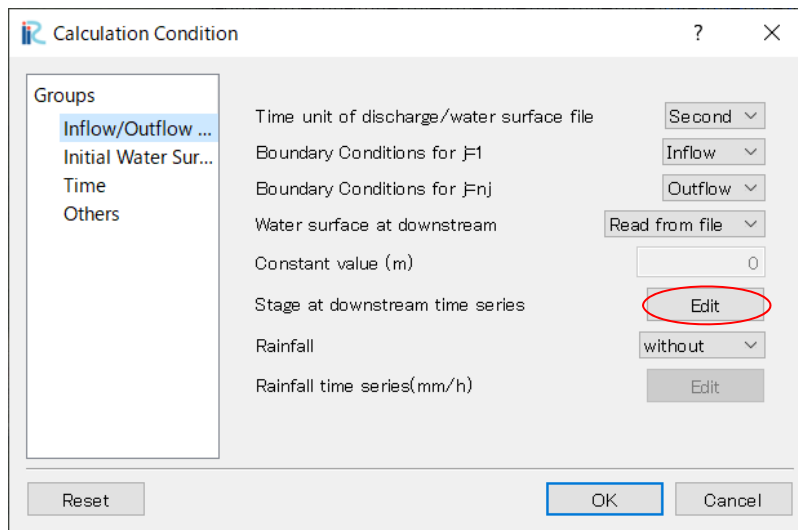 iRIC Calculation Condition ? ×
Groups
Inflow/Outflow ...
Initial Water Sur...
Time
Others
Time unit of discharge/water surface file Second
Boundary Conditions for j=1 Inflow
Boundary Conditions for j=nj Outflow
Water surface at downstream Read from file
Constant value (m) 0
Stage at downstream time series Edit
Rainfall without
Rainfall time series(mm/h) Edit
Reset OK Cancel